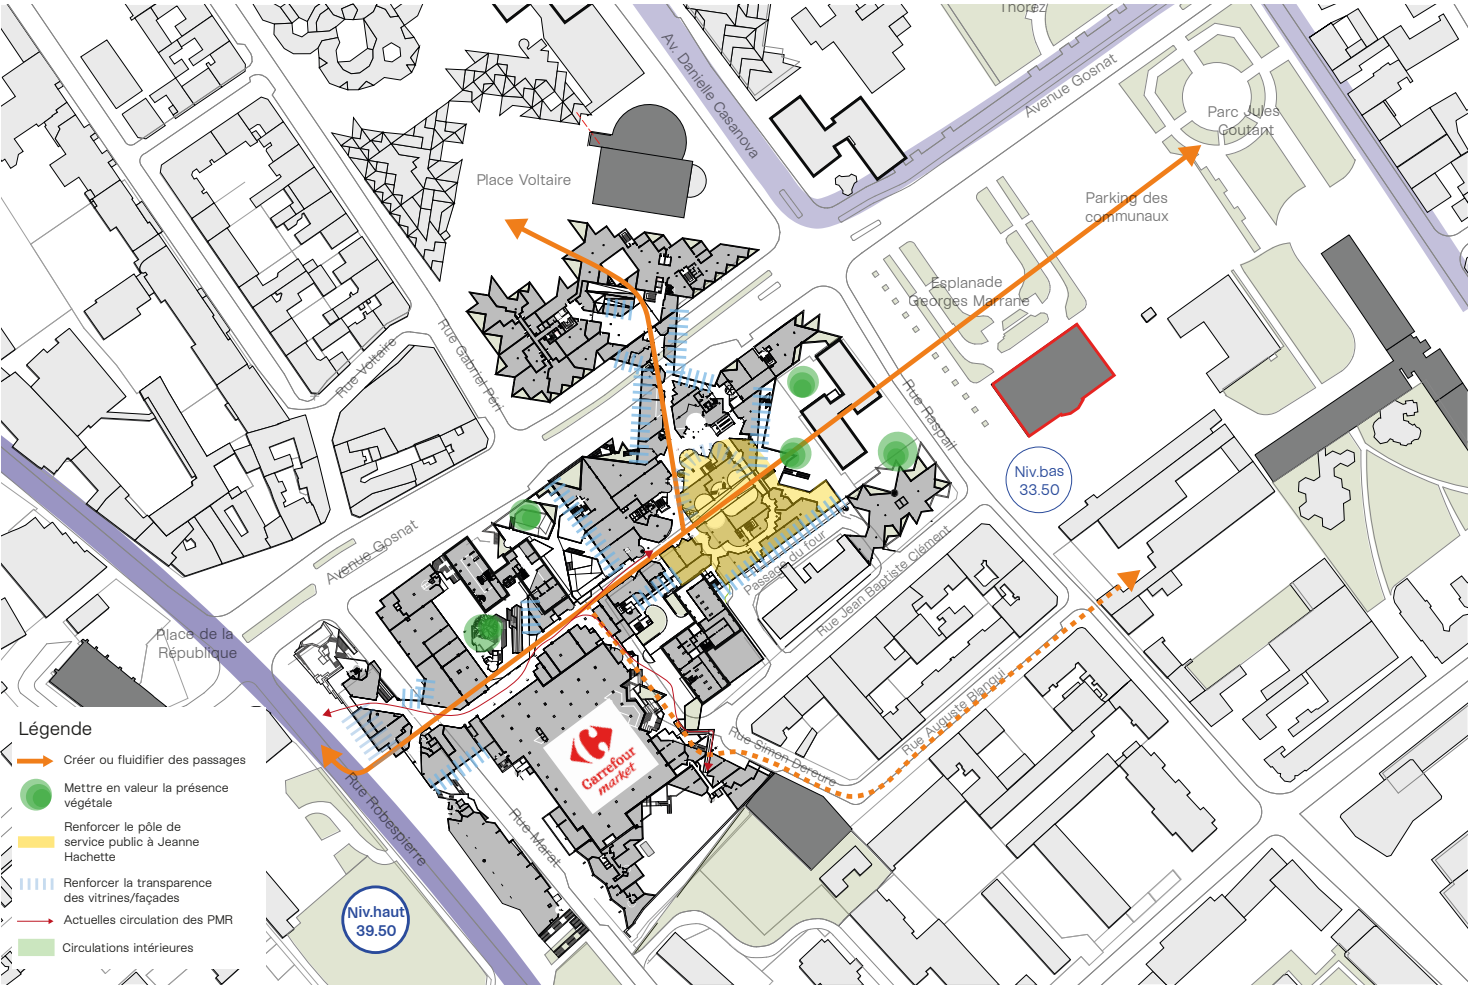 Thorez
Av. Danielle Casanova
Avenue Gosnat
Parc Jules
Coutant
Place Voltaire
Parking des
communaux
Esplanade
Georges Marrane
Rue Gabriel Péri
Rue Voltaire
Rue Raspail
Niv.bas
33.50
Avenue Gosnat
Passage du four
Rue Jean Baptiste Clément
Place de la
République
Rue Auguste Blanqui
Rue Simon Dereure
Carrefour
market
Rue Robespierre
Rue Marat
Niv.haut
39.50
Légende
Créer ou fluidifier des passages
Mettre en valeur la présence
végétale
Renforcer le pôle de
service public à Jeanne
Hachette
Renforcer la transparence
des vitrines/façades
Actuelles circulation des PMR
Circulations intérieures